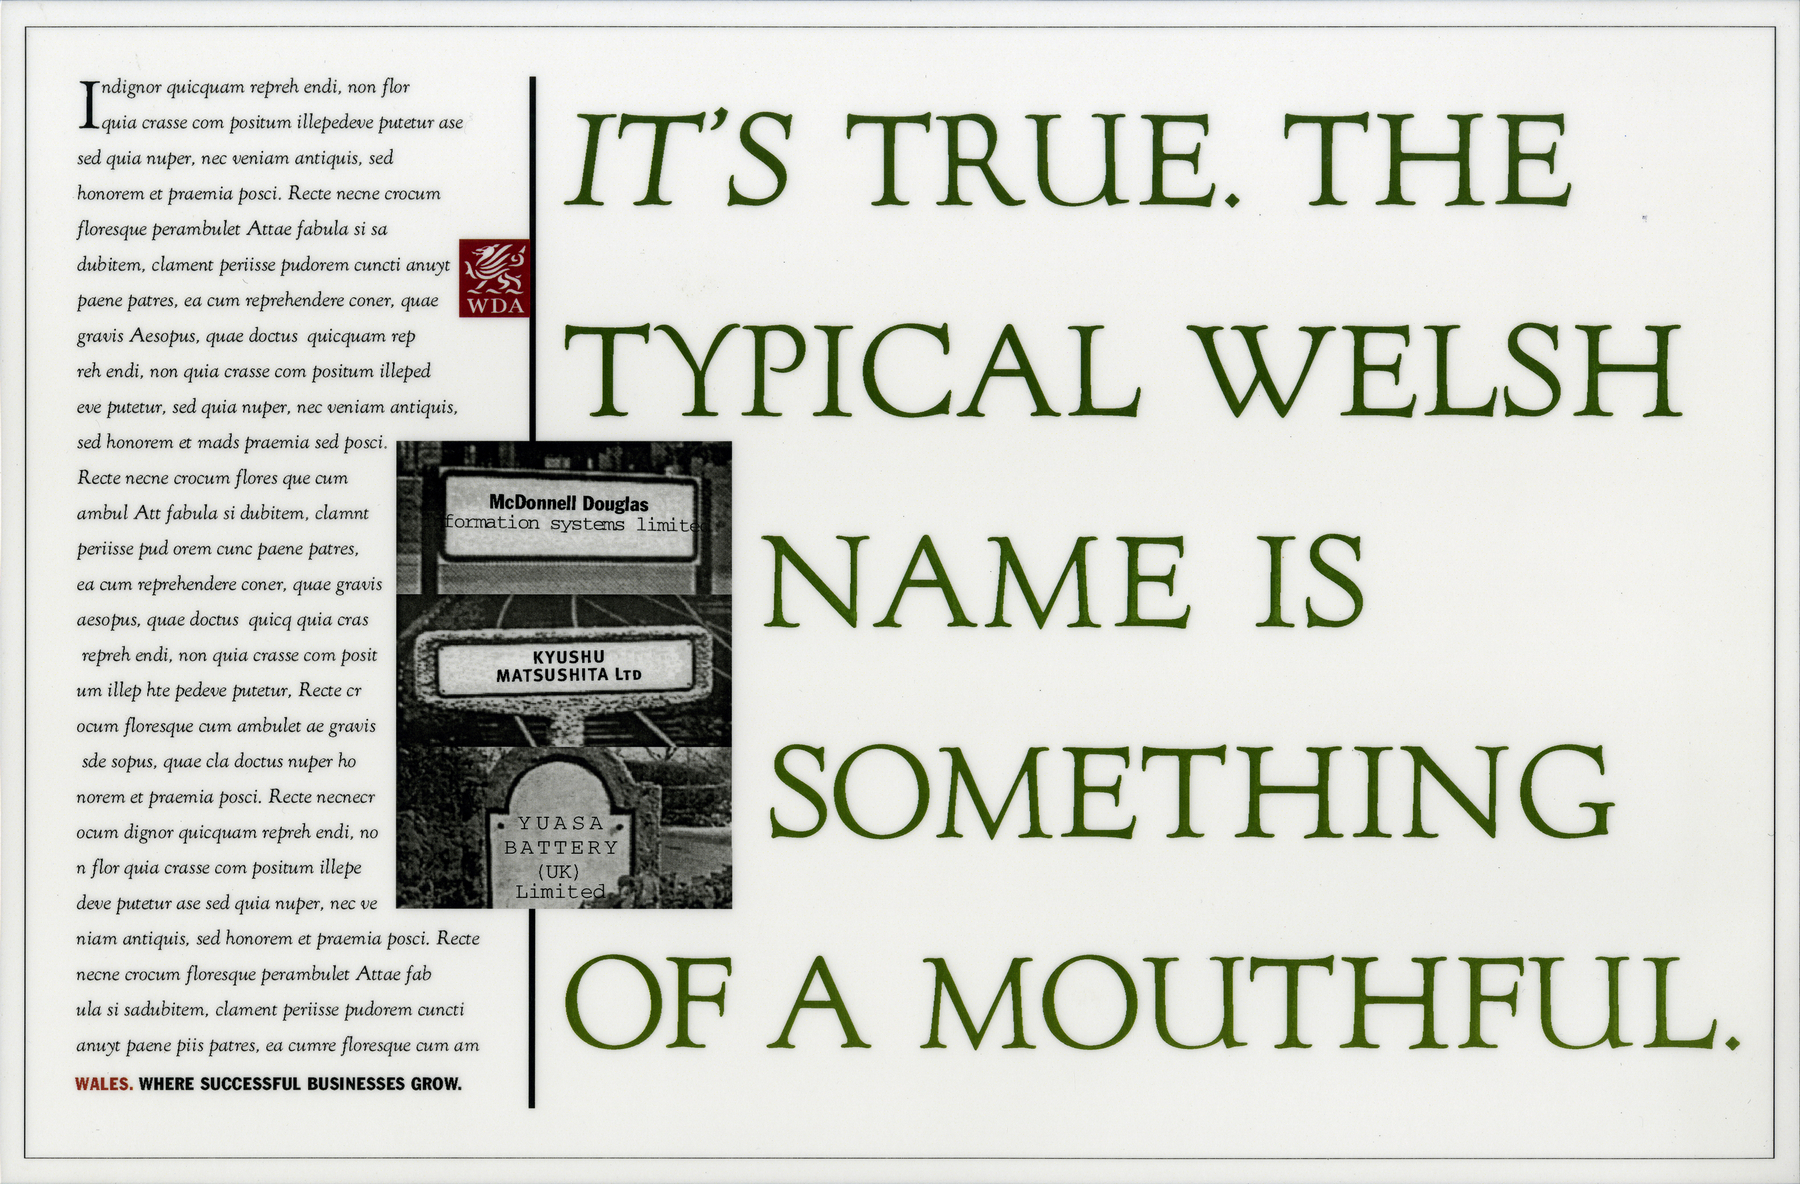 Indignor quicquam repreh endi, non flor
quia crasse com positum illepedeve putetur ase
sed quia nuper, nec veniam antiquis, sed
honorem et praemia posci. Recte necne crocum
floresque perambulet Attae fabula si sa
dubitem, clament periisse pudorem cuncti anuyt
paene patres, ea cum reprehendere coner, quae
gravis Aesopus, quae doctus quicquam rep
reh endi, non quia crasse com positum illeped
eve putetur, sed quia nuper, nec veniam antiquis,
sed honorem et mads praemia sed posci.
Recte necne crocum flores que cum
ambul Att fabula si dubitem, clamnt
periisse pud orem cunc paene patres,
ea cum reprehendere coner, quae gravis
aesopus, quae doctus quicq quia cras
repreh endi, non quia crasse com posit
um illep hte pedeve putetur, Recte cr
ocum floresque cum ambulet ae gravis
sde sopus, quae cla doctus nuper ho
norem et praemia posci. Recte necnecr
ocum dignor quicquam repreh endi, no
n flor quia crasse com positum illepe
deve putetur ase sed quia nuper, nec ve
niam antiquis, sed honorem et praemia posci. Recte
necne crocum floresque perambulet Attae fab
ula si sadubitem, clament periisse pudorem cuncti
anuyt paene piis patres, ea cumre floresque cum am
WALES. WHERE SUCCESSFUL BUSINESSES GROW.
WDA
McDonnell Douglas
formation systems limited
KYUSHU
MATSUSHITA LTD
YUASA
BATTERY
(UK)
Limited
IT'S TRUE. THE
TYPICAL WELSH
NAME IS
SOMETHING
OF A MOUTHFUL.